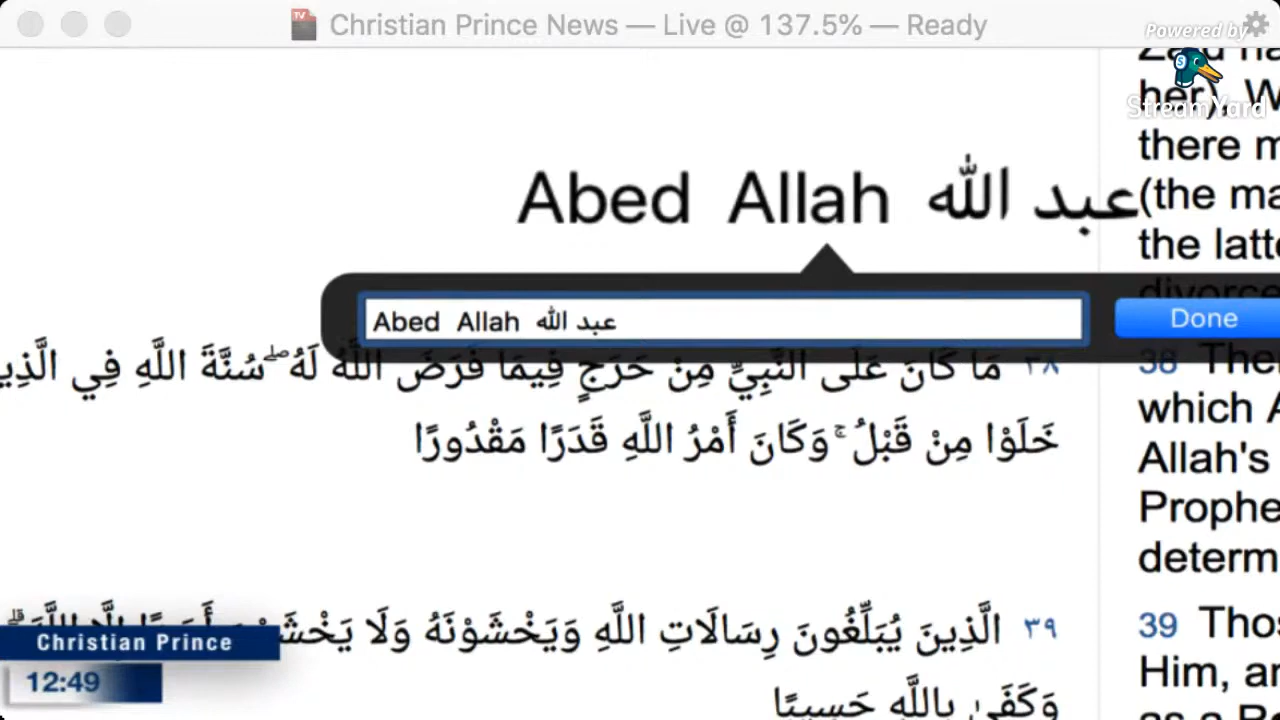 Christian Prince News — Live @ 137.5% — Ready
Powered by
StreamYard
her). W
there m
Abed Allah عبد الله
(the ma
the latte
divorce
Abed Allah عبد الله
Done
٣٨ مَا كَانَ عَلَى النَّبِيِّ مِنْ حَرَجٍ فِيمَا فَرَضَ اللَّهُ لَهُ ۖ سُنَّةَ اللَّهِ فِي الَّذِي
خَلَوْا مِنْ قَبْلُ ۚ وَكَانَ أَمْرُ اللَّهِ قَدَرًا مَقْدُورًا
38 The
which A
Allah's
Prophe
determ
٣٩ الَّذِينَ يُبَلِّغُونَ رِسَالَاتِ اللَّهِ وَيَخْشَوْنَهُ وَلَا يَخْشَ
وَكَفَىٰ بِاللَّهِ حَسِيبًا
39 Thos
Him, an
Christian Prince
12:49